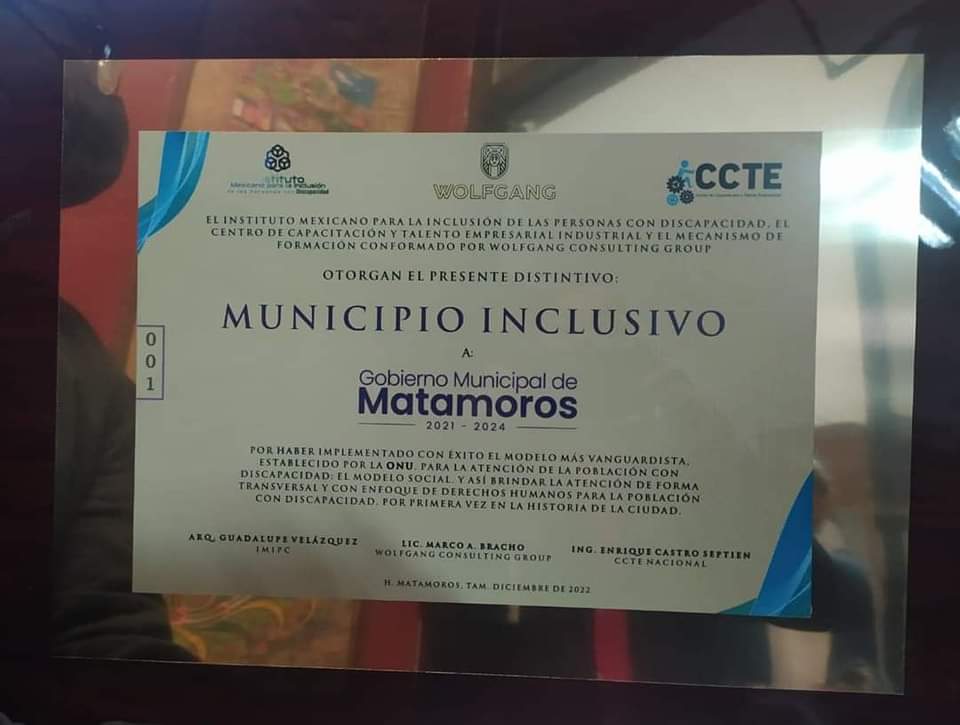 Instituto
Mexicano para la Inclusión
de las Personas con Discapacidad
WOLFGANG
CCTE
EL INSTITUTO MEXICANO PARA LA INCLUSIÓN DE LAS PERSONAS CON DISCAPACIDAD, EL
CENTRO DE CAPACITACIÓN Y TALENTO EMPRESARIAL INDUSTRIAL Y EL MECANISMO DE
FORMACIÓN CONFORMADO POR WOLFGANG CONSULTING GROUP
OTORGAN EL PRESENTE DISTINTIVO:
MUNICIPIO INCLUSIVO
001
A:
Gobierno Municipal de
Matamoros
2021 - 2024
POR HABER IMPLEMENTADO CON ÉXITO EL MODELO MÁS VANGUARDISTA,
ESTABLECIDO POR LA ONU, PARA LA ATENCIÓN DE LA POBLACIÓN CON
DISCAPACIDAD; EL MODELO SOCIAL, Y ASÍ BRINDAR LA ATENCIÓN DE FORMA
TRANSVERSAL Y CON ENFOQUE DE DERECHOS HUMANOS PARA LA POBLACIÓN
CON DISCAPACIDAD, POR PRIMERA VEZ EN LA HISTORIA DE LA CIUDAD.
ARQ. GUADALUPE VELÁZQUEZ
IMIPC
LIC. MARCO A. BRACHO
WOLFGANG CONSULTING GROUP
ING. ENRIQUE CASTRO SEPTIEN
CCTE NACIONAL
H. MATAMOROS, TAM. DICIEMBRE DE 2022